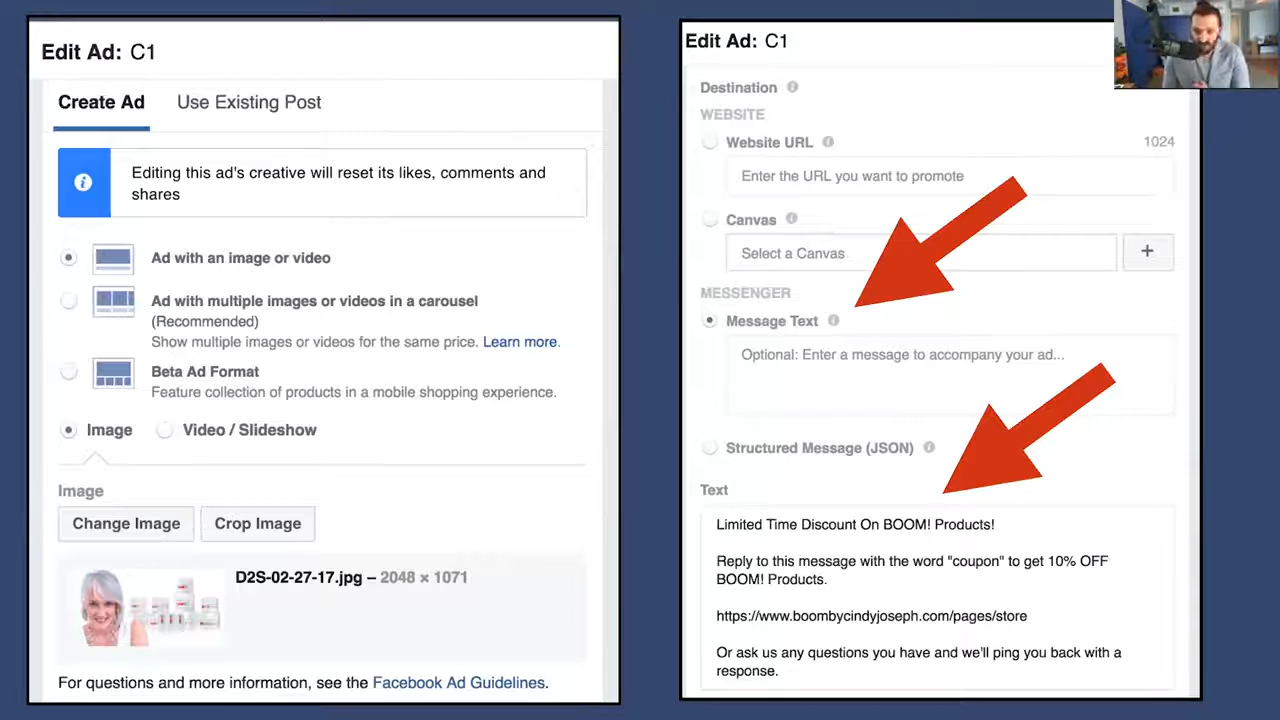 Edit Ad: C1
Create Ad Use Existing Post
Editing this ad's creative will reset its likes, comments and
shares
Ad with an image or video
Ad with multiple images or videos in a carousel
(Recommended)
Show multiple images or videos for the same price. Learn more.
Beta Ad Format
Feature collection of products in a mobile shopping experience.
Image Video / Slideshow
Image
Change Image Crop Image
D2S-02-27-17.jpg – 2048 × 1071
For questions and more information, see the Facebook Ad Guidelines.
Edit Ad: C1
Destination
WEBSITE
Website URL 1024
Enter the URL you want to promote
Canvas
Select a Canvas +
MESSENGER
Message Text
Optional: Enter a message to accompany your ad...
Structured Message (JSON)
Text
Limited Time Discount On BOOM! Products!
Reply to this message with the word "coupon" to get 10% OFF
BOOM! Products.
https://www.boombycindyjoseph.com/pages/store
Or ask us any questions you have and we'll ping you back with a
response.